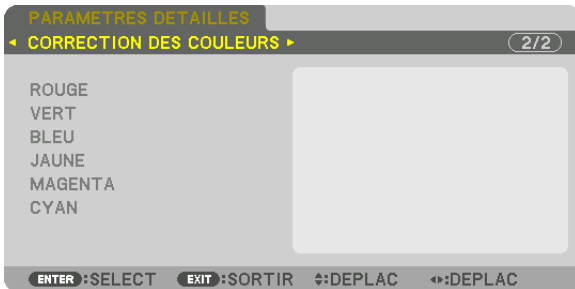 PARAMETRES DETAILLES
CORRECTION DES COULEURS 2/2
ROUGE
VERT
BLEU
JAUNE
MAGENTA
CYAN
ENTER :SELECT EXIT :SORTIR :DEPLAC :DEPLAC